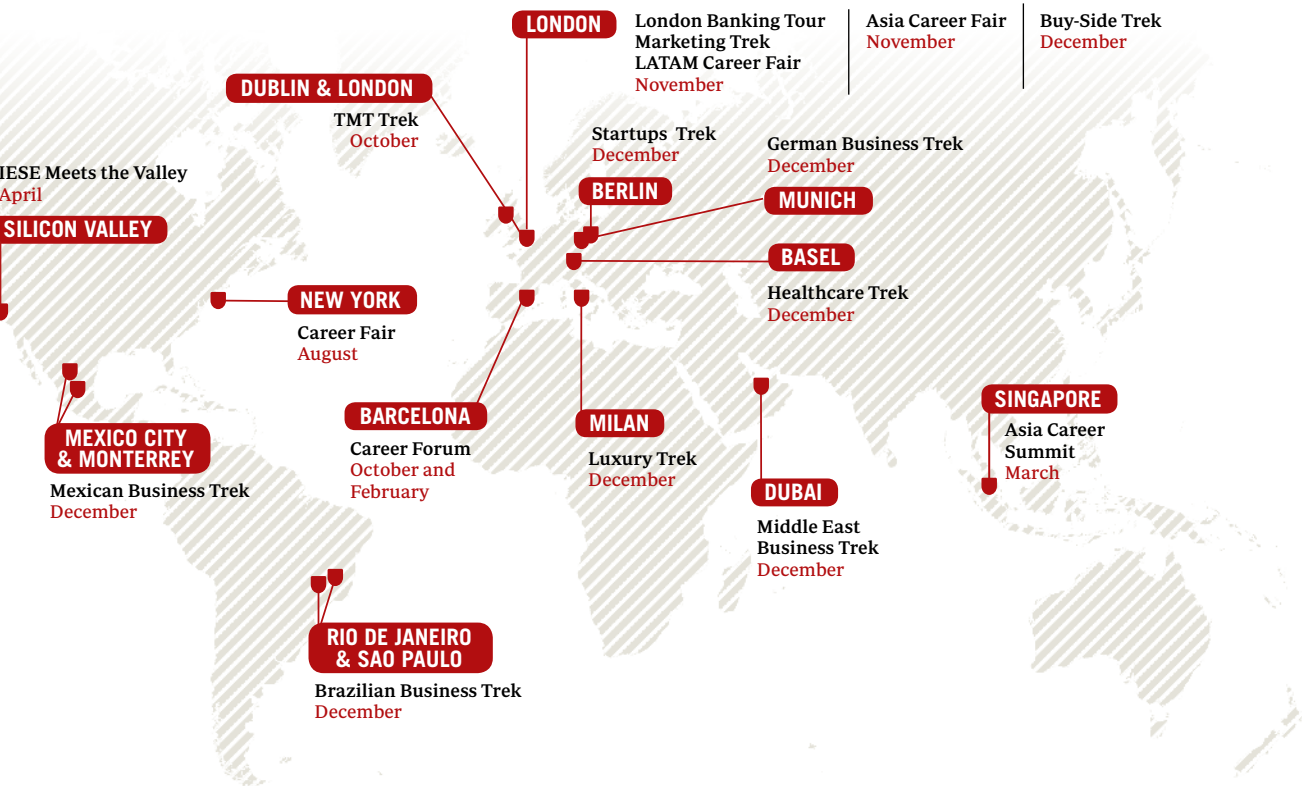 LONDON
London Banking Tour
Marketing Trek
LATAM Career Fair
November
Asia Career Fair
November
Buy-Side Trek
December
DUBLIN & LONDON
TMT Trek
October
Startups Trek
December
BERLIN
German Business Trek
December
MUNICH
IESE Meets the Valley
April
SILICON VALLEY
BASEL
Healthcare Trek
December
NEW YORK
Career Fair
August
BARCELONA
Career Forum
October and
February
MILAN
Luxury Trek
December
SINGAPORE
Asia Career
Summit
March
MEXICO CITY
& MONTERREY
Mexican Business Trek
December
DUBAI
Middle East
Business Trek
December
RIO DE JANEIRO
& SAO PAULO
Brazilian Business Trek
December